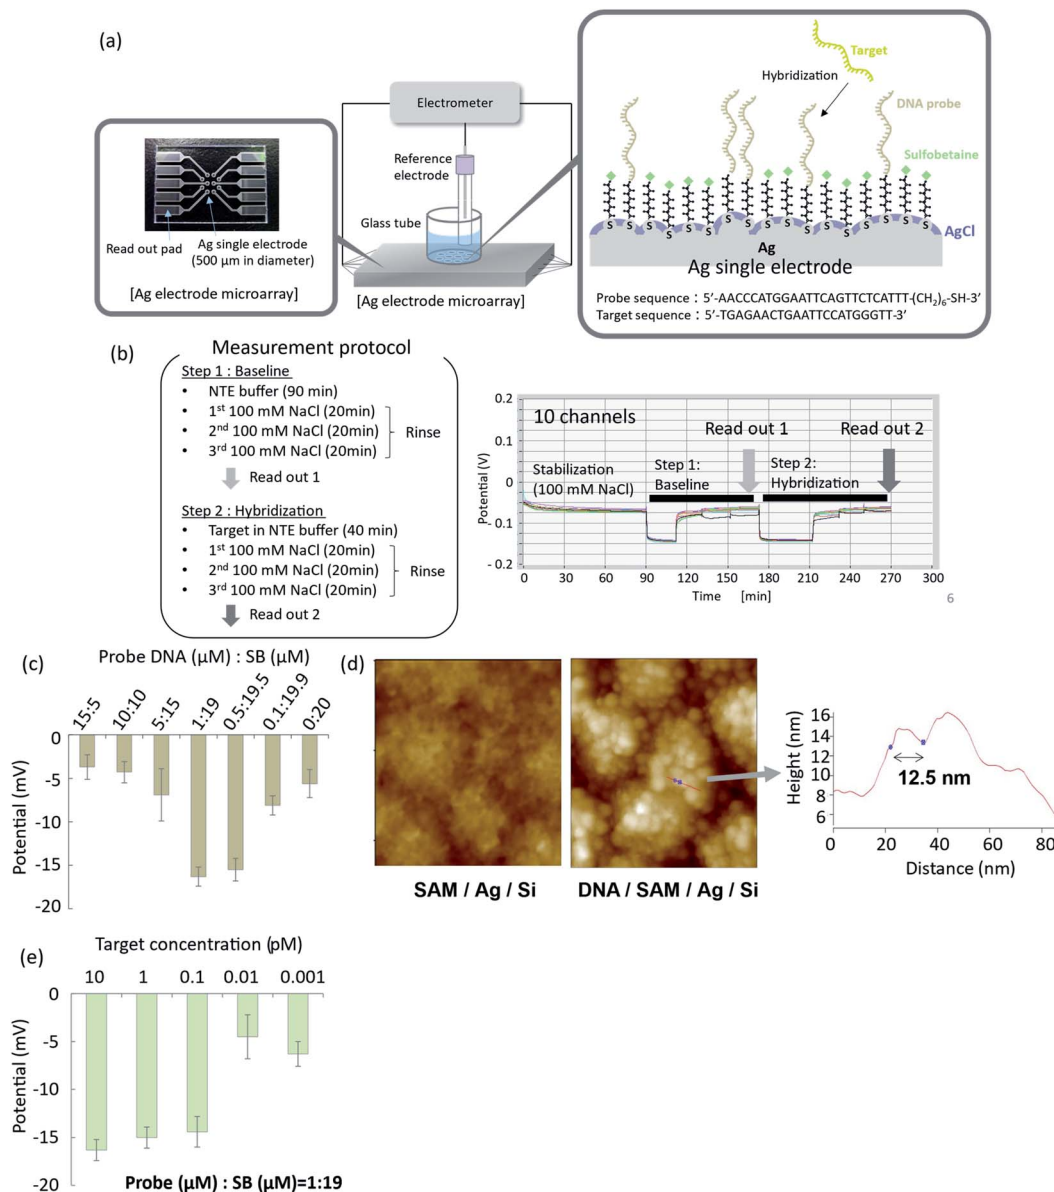 (a)
Electrometer
Reference
electrode
Glass tube
Read out pad
Ag single electrode
(500 μm in diameter)
[Ag electrode microarray]
[Ag electrode microarray]
Target
Hybridization
DNA probe
Sulfobetaine
S S S S S S S S S S S S S S S S
AgCl
Ag
Ag single electrode
Probe sequence : 5’-AACCCATGGAATTCAGTTCTCATTT-(CH2)6-SH-3’
Target sequence : 5’-TGAGAACTGAATTCCATGGGTT-3’
(b)
Measurement protocol
Step 1 : Baseline
• NTE buffer (90 min)
• 1st 100 mM NaCl (20min)
• 2nd 100 mM NaCl (20min)
• 3rd 100 mM NaCl (20min)
Rinse
Read out 1
Step 2 : Hybridization
• Target in NTE buffer (40 min)
• 1st 100 mM NaCl (20min)
• 2nd 100 mM NaCl (20min)
• 3rd 100 mM NaCl (20min)
Rinse
Read out 2
10 channels
Read out 1
Read out 2
Stabilization
(100 mM NaCl)
Step 1:
Baseline
Step 2:
Hybridization
Potential (V)
0.2
0.1
0
-0.1
- 0.2
0 30 60 90 120 150 180 210 240 270 300
Time [min]
6
(c)
Probe DNA (μM) : SB (μM)
15:5 10:10 5:15 1:19 0.5:19.5 0.1:19.9 0:20
Potential (mV)
0
-5
-10
-15
-20
(d)
SAM / Ag / Si
DNA / SAM / Ag / Si
Height (nm)
16
14
12
10
8
6
12.5 nm
0 20 40 60 80
Distance (nm)
(e)
Target concentration (pM)
10 1 0.1 0.01 0.001
Potential (mV)
0
-5
-10
-15
-20
Probe (μM) : SB (μM)=1:19